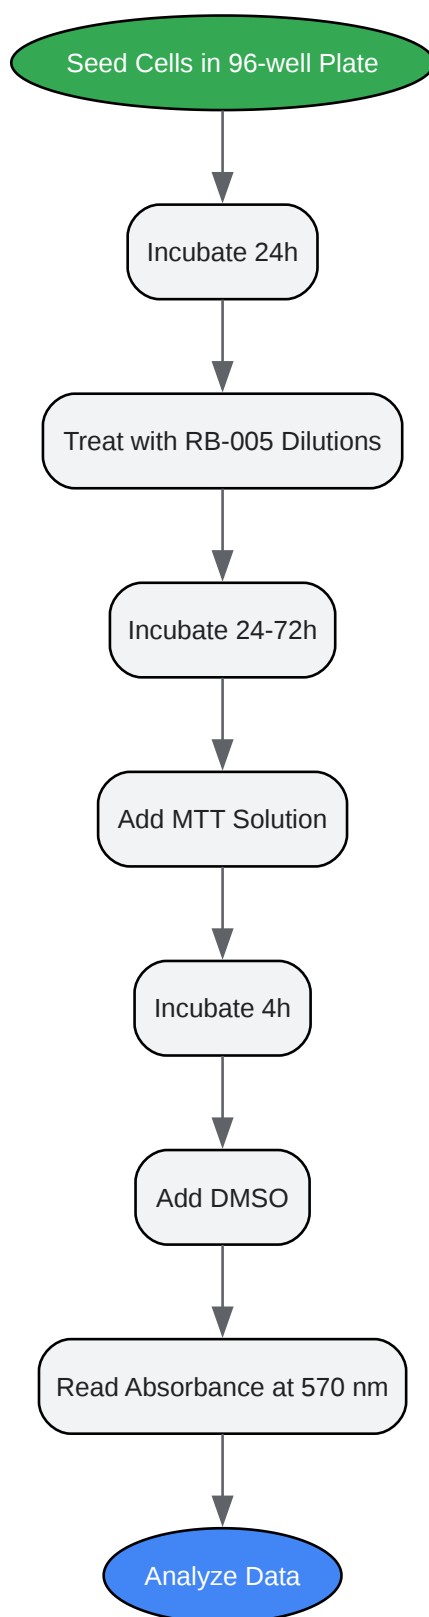 Seed Cells in 96-well Plate
Incubate 24h
Treat with RB-005 Dilutions
Incubate 24-72h
Add MTT Solution
Incubate 4h
Add DMSO
Read Absorbance at 570 nm
Analyze Data